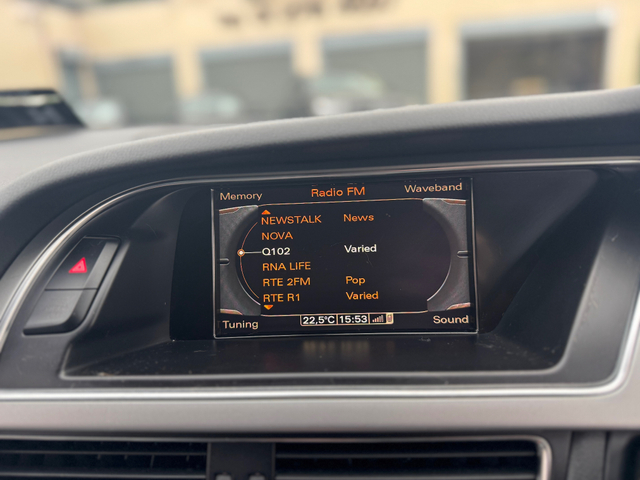 Memory Radio FM Waveband
NEWSTALK News
NOVA
Q102 Varied
RNA LIFE
RTE 2FM Pop
RTE R1 Varied
Tuning 22,5°C 15:53 Sound